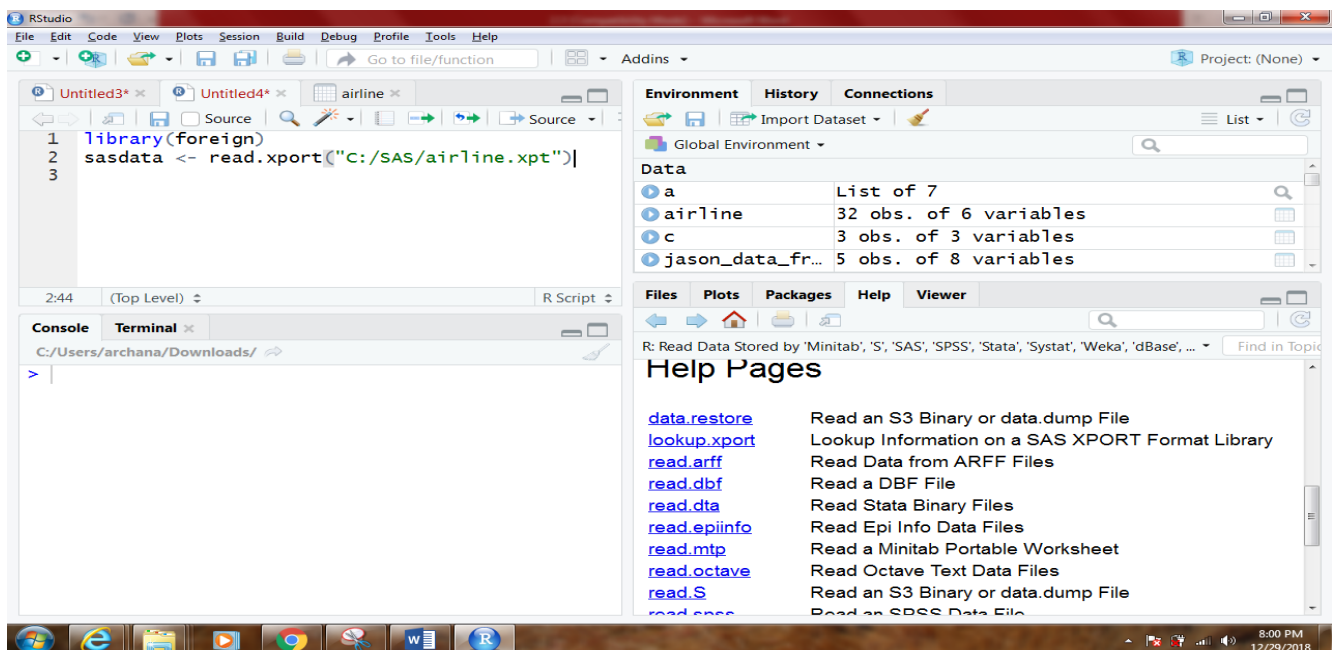 RStudio
File Edit Code View Plots Session Build Debug Profile Tools Help
Go to file/function
Addins
Project: (None)
Untitled3*
Untitled4*
airline
Source
Source
1 library(foreign)
2 sasdata <- read.xport("C:/SAS/airline.xpt")
3
2:44
(Top Level)
R Script
Console Terminal
C:/Users/archana/Downloads/
>
Environment History Connections
Import Dataset
List
Global Environment
Data
a List of 7
airline 32 obs. of 6 variables
c 3 obs. of 3 variables
jason_data_fr... 5 obs. of 8 variables
Files Plots Packages Help Viewer
R: Read Data Stored by 'Minitab', 'S', 'SAS', 'SPSS', 'Stata', 'Systat', 'Weka', 'dBase', ...
Find in Topic
Help Pages
data.restore Read an S3 Binary or data.dump File
lookup.xport Lookup Information on a SAS XPORT Format Library
read.arff Read Data from ARFF Files
read.dbf Read a DBF File
read.dta Read Stata Binary Files
read.epiinfo Read Epi Info Data Files
read.mtp Read a Minitab Portable Worksheet
read.octave Read Octave Text Data Files
read.S Read an S3 Binary or data.dump File
read.spss Read an SPSS Data File
8:00 PM
12/29/2018